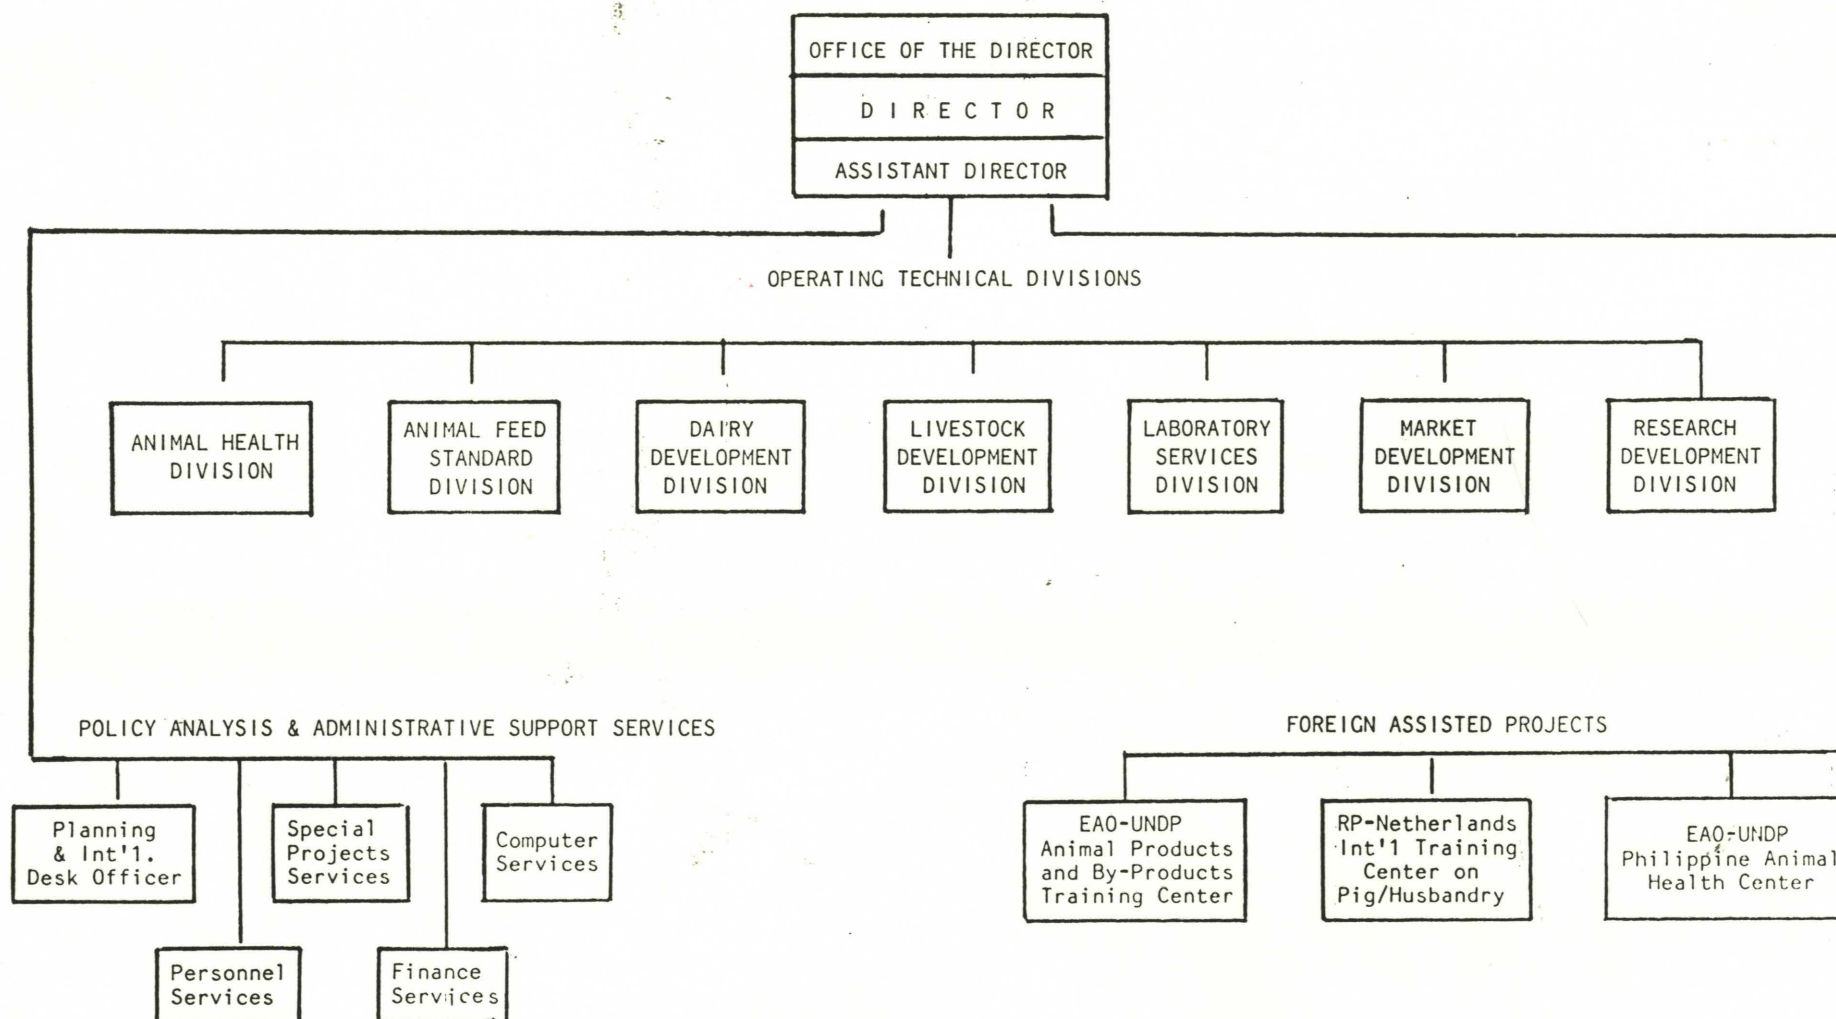 OFFICE OF THE DIRECTOR
D I R E C T O R
ASSISTANT DIRECTOR
OPERATING TECHNICAL DIVISIONS
ANIMAL HEALTH
DIVISION
ANIMAL FEED
STANDARD
DIVISION
DAIRY
DEVELOPMENT
DIVISION
LIVESTOCK
DEVELOPMENT
DIVISION
LABORATORY
SERVICES
DIVISION
MARKET
DEVELOPMENT
DIVISION
RESEARCH
DEVELOPMENT
DIVISION
POLICY ANALYSIS & ADMINISTRATIVE SUPPORT SERVICES
Planning
& Int'1.
Desk Officer
Special
Projects
Services
Computer
Services
Personnel
Services
Finance
Services
FOREIGN ASSISTED PROJECTS
EAO-UNDP
Animal Products
and By-Products
Training Center
RP-Netherlands
Int'1 Training
Center on
Pig/Husbandry
EAO-UNDP
Philippine Animal
Health Center